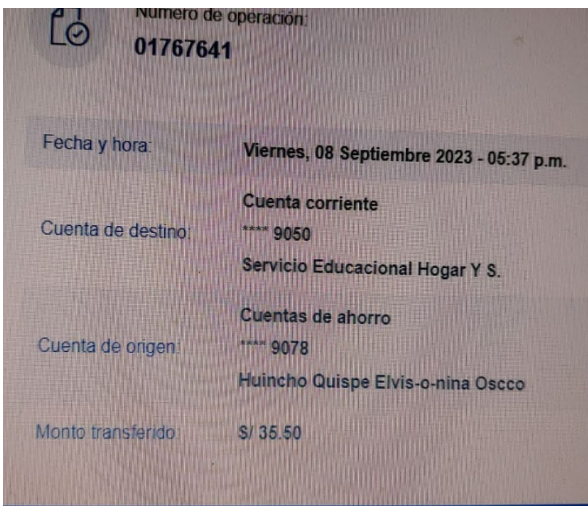 Número de operación:
01767641
Fecha y hora:
Viernes, 08 Septiembre 2023 - 05:37 p.m.
Cuenta de destino:
Cuenta corriente
**** 9050
Servicio Educacional Hogar Y S.
Cuenta de origen:
Cuentas de ahorro
**** 9078
Huincho Quispe Elvis-o-nina Oscco
Monto transferido:
S/ 35.50